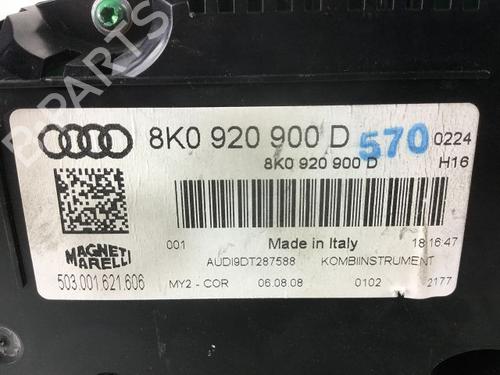 B-PARTS
8K0 920 900 D 570 0224
8K0 920 900 D H16
001 Made in Italy 18:16:47
MAGNETI
MARELLI
AUDI9DT287588 KOMBIINSTRUMENT
503.001.621.606 MY2 - COR 06.08.08 0102 2177